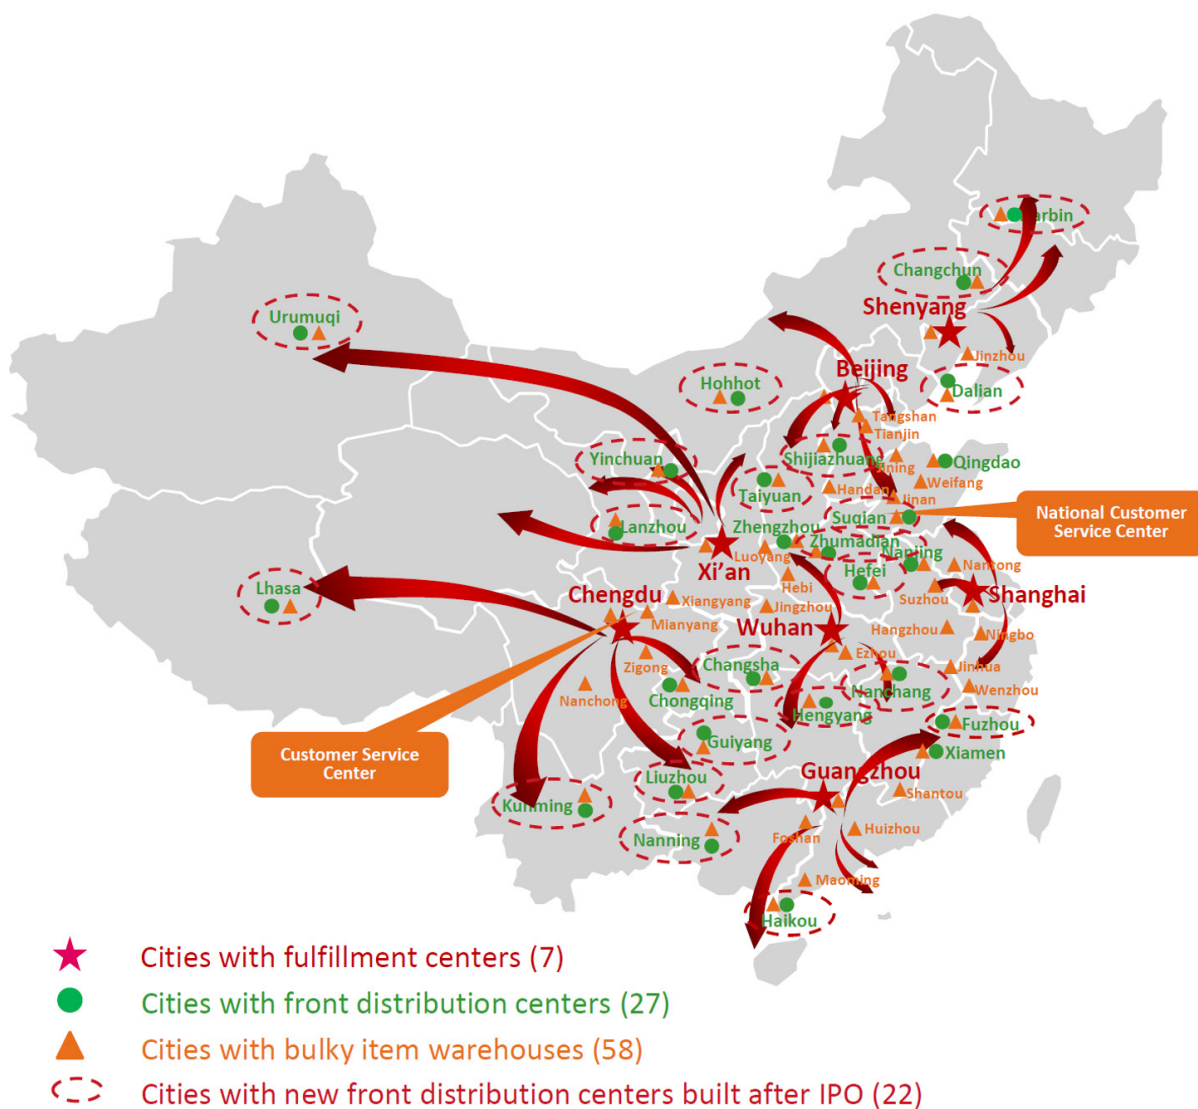 Harbin
Changchun
Shenyang
Urumuqi
Jinzhou
Beijing
Hohhot
Dalian
Tangshan
Tianjin
Yinchuan
Shijiazhuang
Jining
Qingdao
Taiyuan
Handan
Weifang
Jinan
Lanzhou
Zhengzhou
Suqian
National Customer
Service Center
Zhumadian
Luoyang
Nanjing
Xi'an
Hebi
Hefei
Nantong
Lhasa
Chengdu
Xiangyang
Jingzhou
Suzhou
Shanghai
Mianyang
Wuhan
Hangzhou
Ningbo
Zigong
Ezhou
Changsha
Jinhua
Nanchong
Chongqing
Nanchang
Wenzhou
Hengyang
Fuzhou
Customer Service
Center
Guiyang
Xiamen
Liuzhou
Guangzhou
Kunming
Shantou
Nanning
Foshan
Huizhou
Maoming
Haikou
Cities with fulfillment centers (7)
Cities with front distribution centers (27)
Cities with bulky item warehouses (58)
Cities with new front distribution centers built after IPO (22)